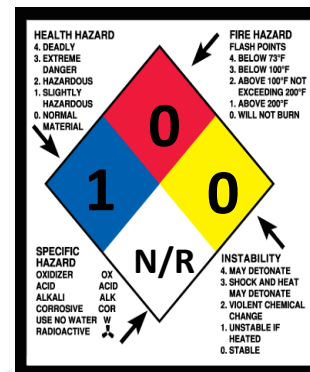 HEALTH HAZARD
4. DEADLY
3. EXTREME
DANGER
2. HAZARDOUS
1. SLIGHTLY
HAZARDOUS
0. NORMAL
MATERIAL
FIRE HAZARD
FLASH POINTS
4. BELOW 73°F
3. BELOW 100°F
2. ABOVE 100°F NOT
EXCEEDING 200°F
1. ABOVE 200°F
0. WILL NOT BURN
0
1
0
N/R
SPECIFIC
HAZARD
OXIDIZER OX
ACID ACID
ALKALI ALK
CORROSIVE COR
USE NO WATER W
RADIOACTIVE
INSTABILITY
4. MAY DETONATE
3. SHOCK AND HEAT
MAY DETONATE
2. VIOLENT CHEMICAL
CHANGE
1. UNSTABLE IF
HEATED
0. STABLE